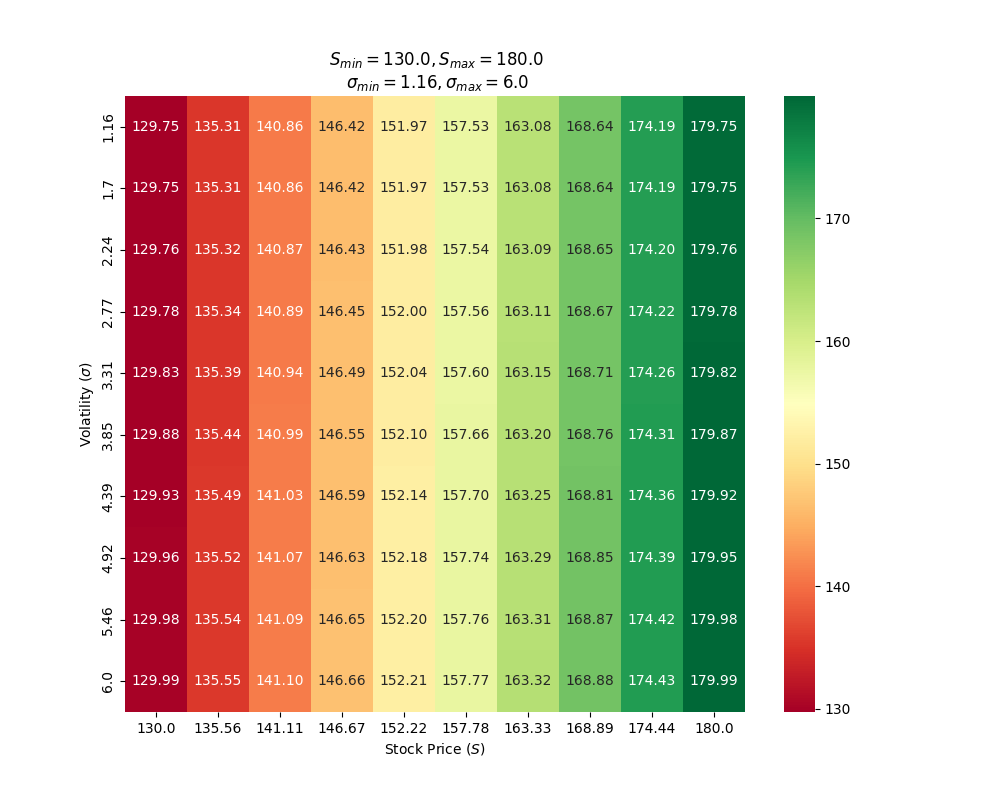 S_min = 130.0, S_max = 180.0
σ_min = 1.16, σ_max = 6.0
1.16 129.75 135.31 140.86 146.42 151.97 157.53 163.08 168.64 174.19 179.75
1.7 129.75 135.31 140.86 146.42 151.97 157.53 163.08 168.64 174.19 179.75
2.24 129.76 135.32 140.87 146.43 151.98 157.54 163.09 168.65 174.20 179.76
2.77 129.78 135.34 140.89 146.45 152.00 157.56 163.11 168.67 174.22 179.78
3.31 129.83 135.39 140.94 146.49 152.04 157.60 163.15 168.71 174.26 179.82
3.85 129.88 135.44 140.99 146.55 152.10 157.66 163.20 168.76 174.31 179.87
4.39 129.93 135.49 141.03 146.59 152.14 157.70 163.25 168.81 174.36 179.92
4.92 129.96 135.52 141.07 146.63 152.18 157.74 163.29 168.85 174.39 179.95
5.46 129.98 135.54 141.09 146.65 152.20 157.76 163.31 168.87 174.42 179.98
6.0 129.99 135.55 141.10 146.66 152.21 157.77 163.32 168.88 174.43 179.99
130.0 135.56 141.11 146.67 152.22 157.78 163.33 168.89 174.44 180.0
Stock Price (S)
Volatility (σ)
170
160
150
140
130